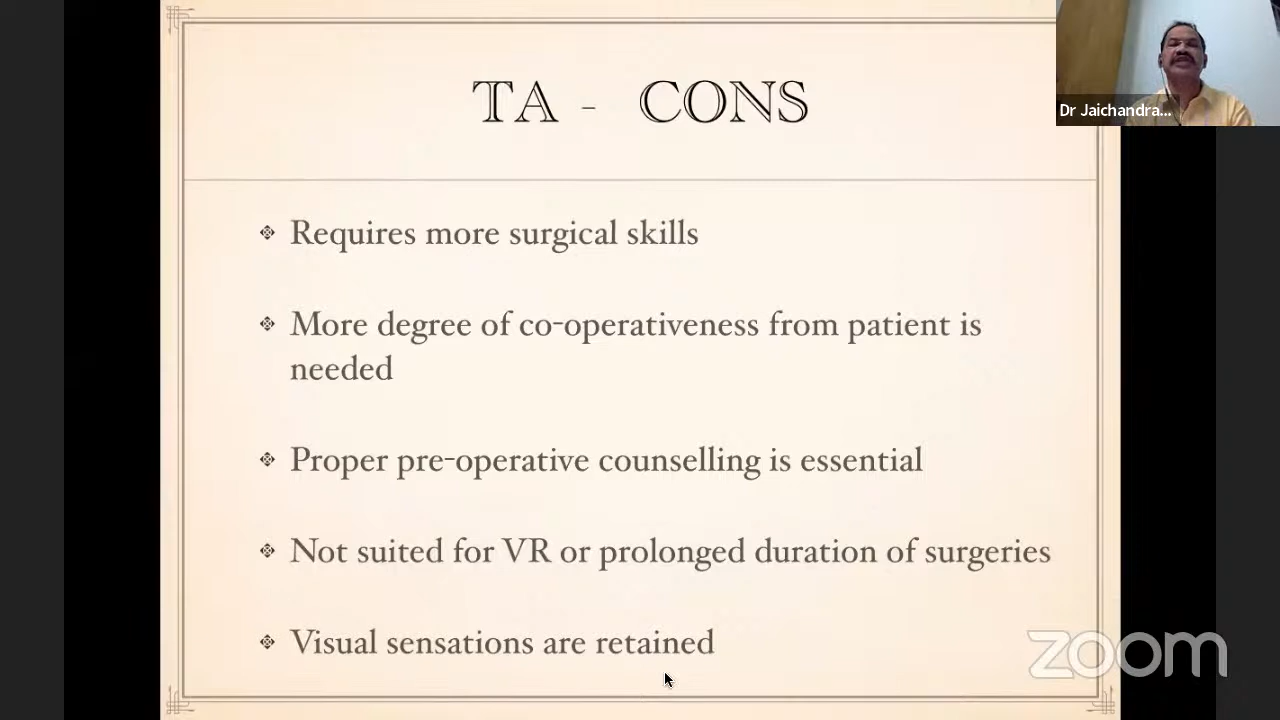 TA - CONS
Dr Jaichandra...
Requires more surgical skills
More degree of co-operativeness from patient is
needed
Proper pre-operative counselling is essential
Not suited for VR or prolonged duration of surgeries
Visual sensations are retained
zoom